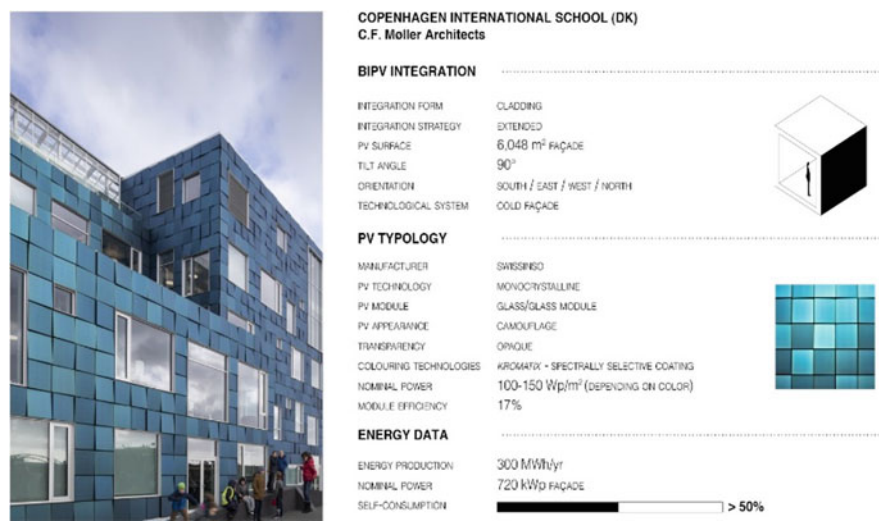 COPENHAGEN INTERNATIONAL SCHOOL (DK)
C.F. Møller Architects
BIPV INTEGRATION
INTEGRATION FORM CLADDING
INTEGRATION STRATEGY EXTENDED
PV SURFACE 6,048 m² FAÇADE
TILT ANGLE 90°
ORIENTATION SOUTH / EAST / WEST / NORTH
TECHNOLOGICAL SYSTEM COLD FAÇADE
PV TYPOLOGY
MANUFACTURER SWISSINSO
PV TECHNOLOGY MONOCRYSTALLINE
PV MODULE GLASS/GLASS MODULE
PV APPEARANCE CAMOUFLAGE
TRANSPARENCY OPAQUE
COLOURING TECHNOLOGIES KROMATIX - SPECTRALLY SELECTIVE COATING
NOMINAL POWER 100-150 Wp/m² (DEPENDING ON COLOR)
MODULE EFFICIENCY 17%
ENERGY DATA
ENERGY PRODUCTION 300 MWh/yr
NOMINAL POWER 720 kWp FAÇADE
SELF-CONSUMPTION > 50%